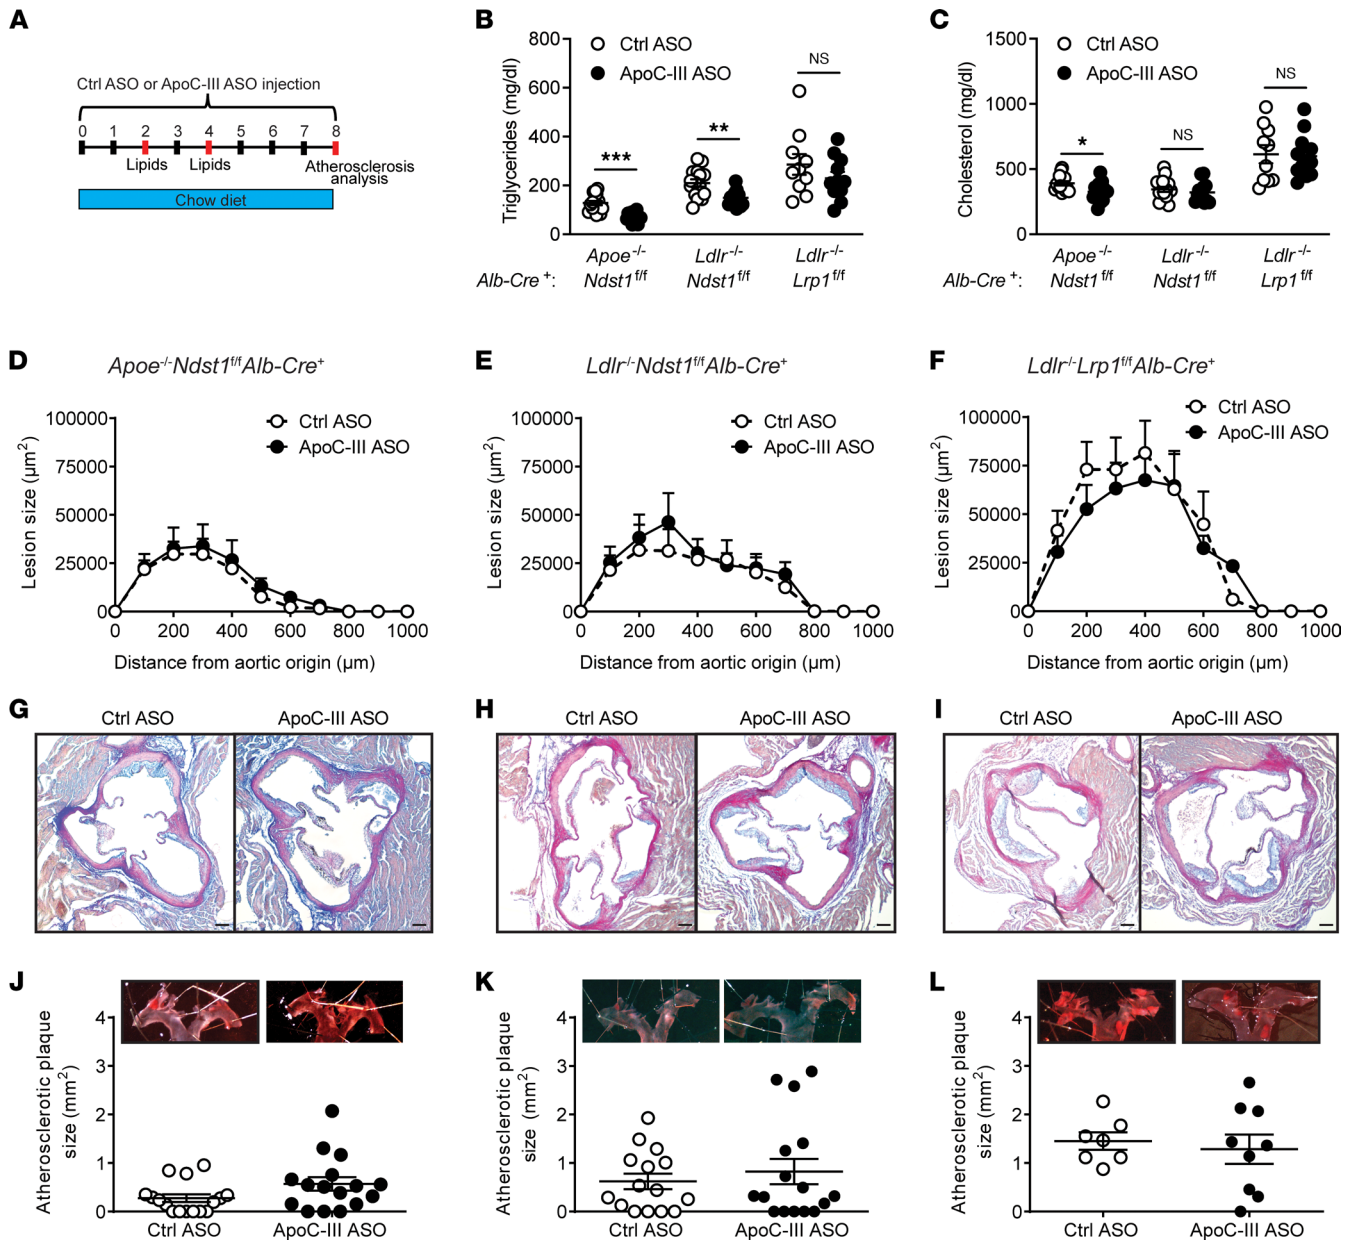 A
Ctrl ASO or ApoC-III ASO injection
0 1 2 3 4 5 6 7 8
Lipids Lipids Atherosclerosis
analysis
Chow diet
B
Triglycerides (mg/dl)
800
600
400
200
0
Ctrl ASO
ApoC-III ASO
***
**
NS
Apoe-/- Ldlr-/- Ldlr-/-
Alb-Cre+: Ndst1f/f Ndst1f/f Lrp1f/f
C
Cholesterol (mg/dl)
1500
1000
500
0
Ctrl ASO
ApoC-III ASO
*
NS
NS
Apoe-/- Ldlr-/- Ldlr-/-
Alb-Cre+: Ndst1f/f Ndst1f/f Lrp1f/f
D
Apoe-/-Ndst1f/fAlb-Cre+
Lesion size (μm2)
100000
75000
50000
25000
0
Ctrl ASO
ApoC-III ASO
0 200 400 600 800 1000
Distance from aortic origin (μm)
E
Ldlr-/-Ndst1f/fAlb-Cre+
Lesion size (μm2)
100000
75000
50000
25000
0
Ctrl ASO
ApoC-III ASO
0 200 400 600 800 1000
Distance from aortic origin (μm)
F
Ldlr-/-Lrp1f/fAlb-Cre+
Lesion size (μm2)
100000
75000
50000
25000
0
Ctrl ASO
ApoC-III ASO
0 200 400 600 800 1000
Distance from aortic origin (μm)
G
Ctrl ASO ApoC-III ASO
H
Ctrl ASO ApoC-III ASO
I
Ctrl ASO ApoC-III ASO
J
Atherosclerotic plaque
size (mm2)
4
3
2
1
0
Ctrl ASO ApoC-III ASO
K
Atherosclerotic plaque
size (mm2)
4
3
2
1
0
Ctrl ASO ApoC-III ASO
L
Atherosclerotic plaque
size (mm2)
4
3
2
1
0
Ctrl ASO ApoC-III ASO